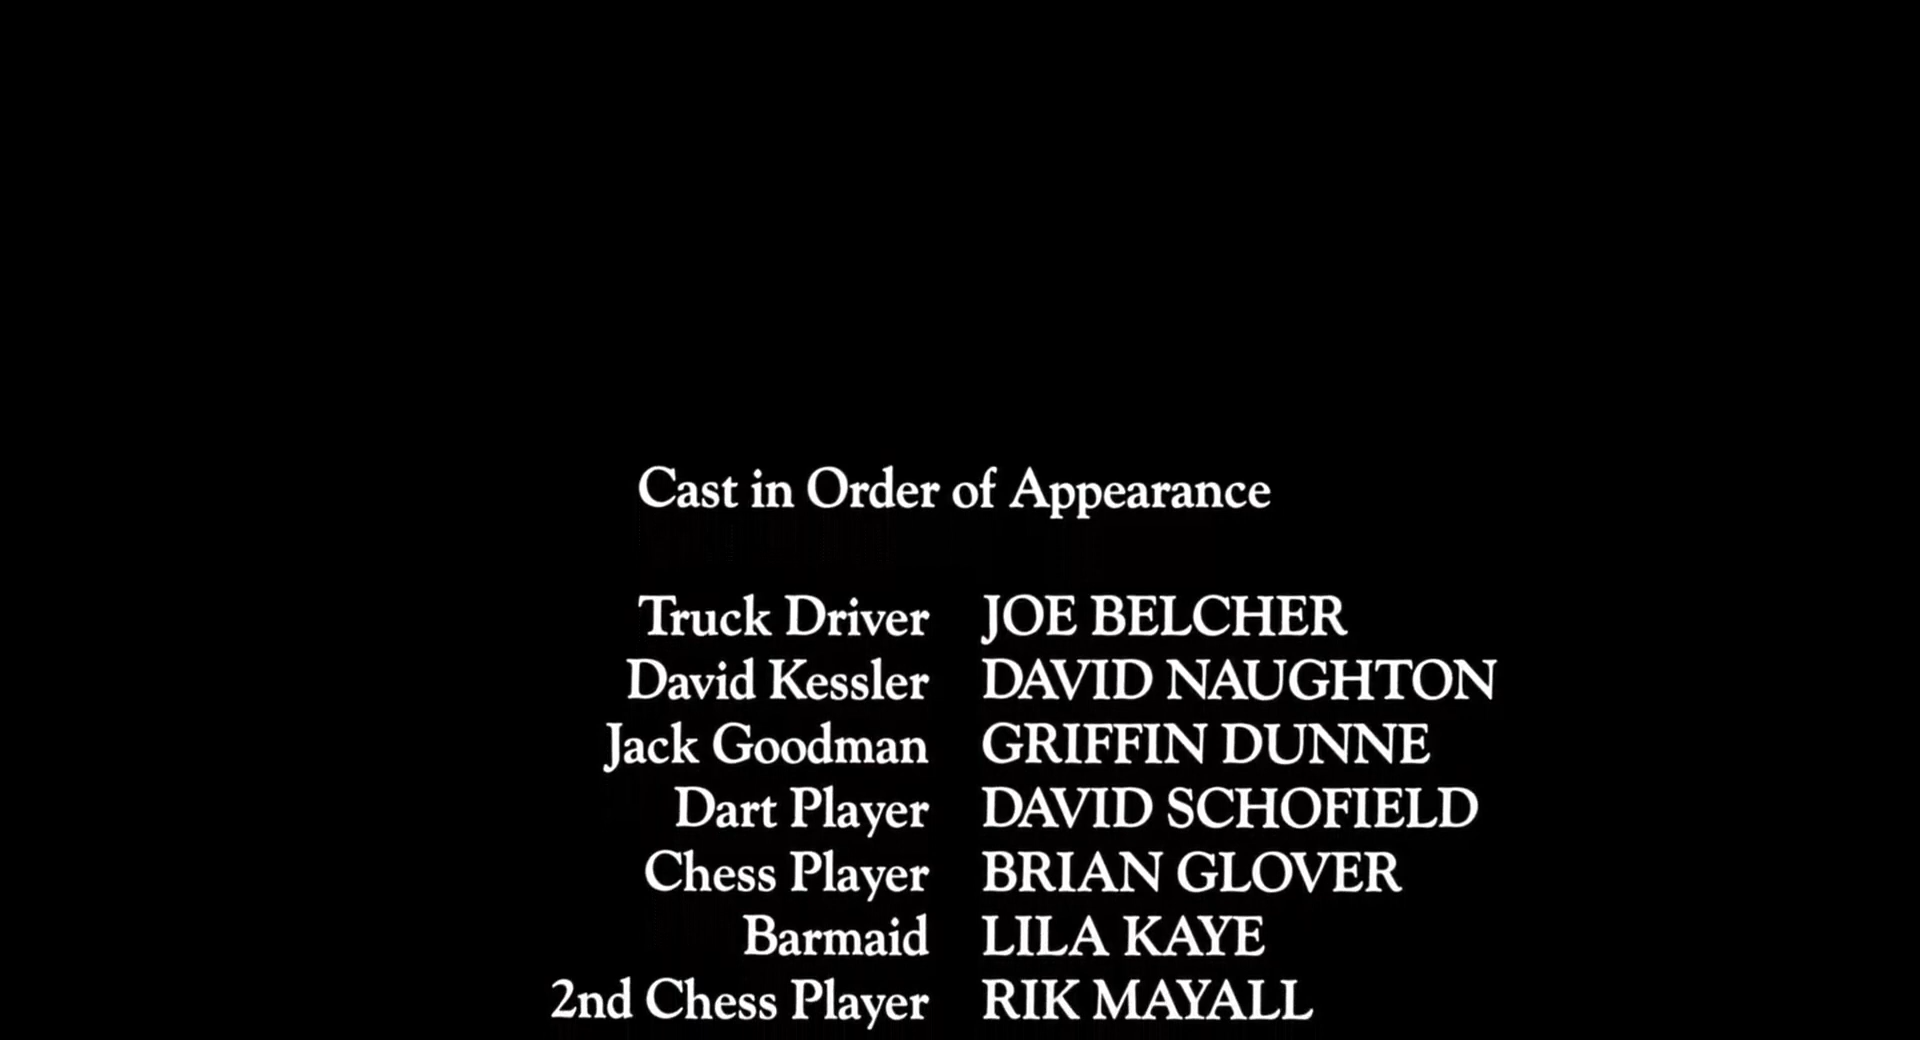 Cast in Order of Appearance
Truck Driver JOE BELCHER
David Kessler DAVID NAUGHTON
Jack Goodman GRIFFIN DUNNE
Dart Player DAVID SCHOFIELD
Chess Player BRIAN GLOVER
Barmaid LILA KAYE
2nd Chess Player RIK MAYALL